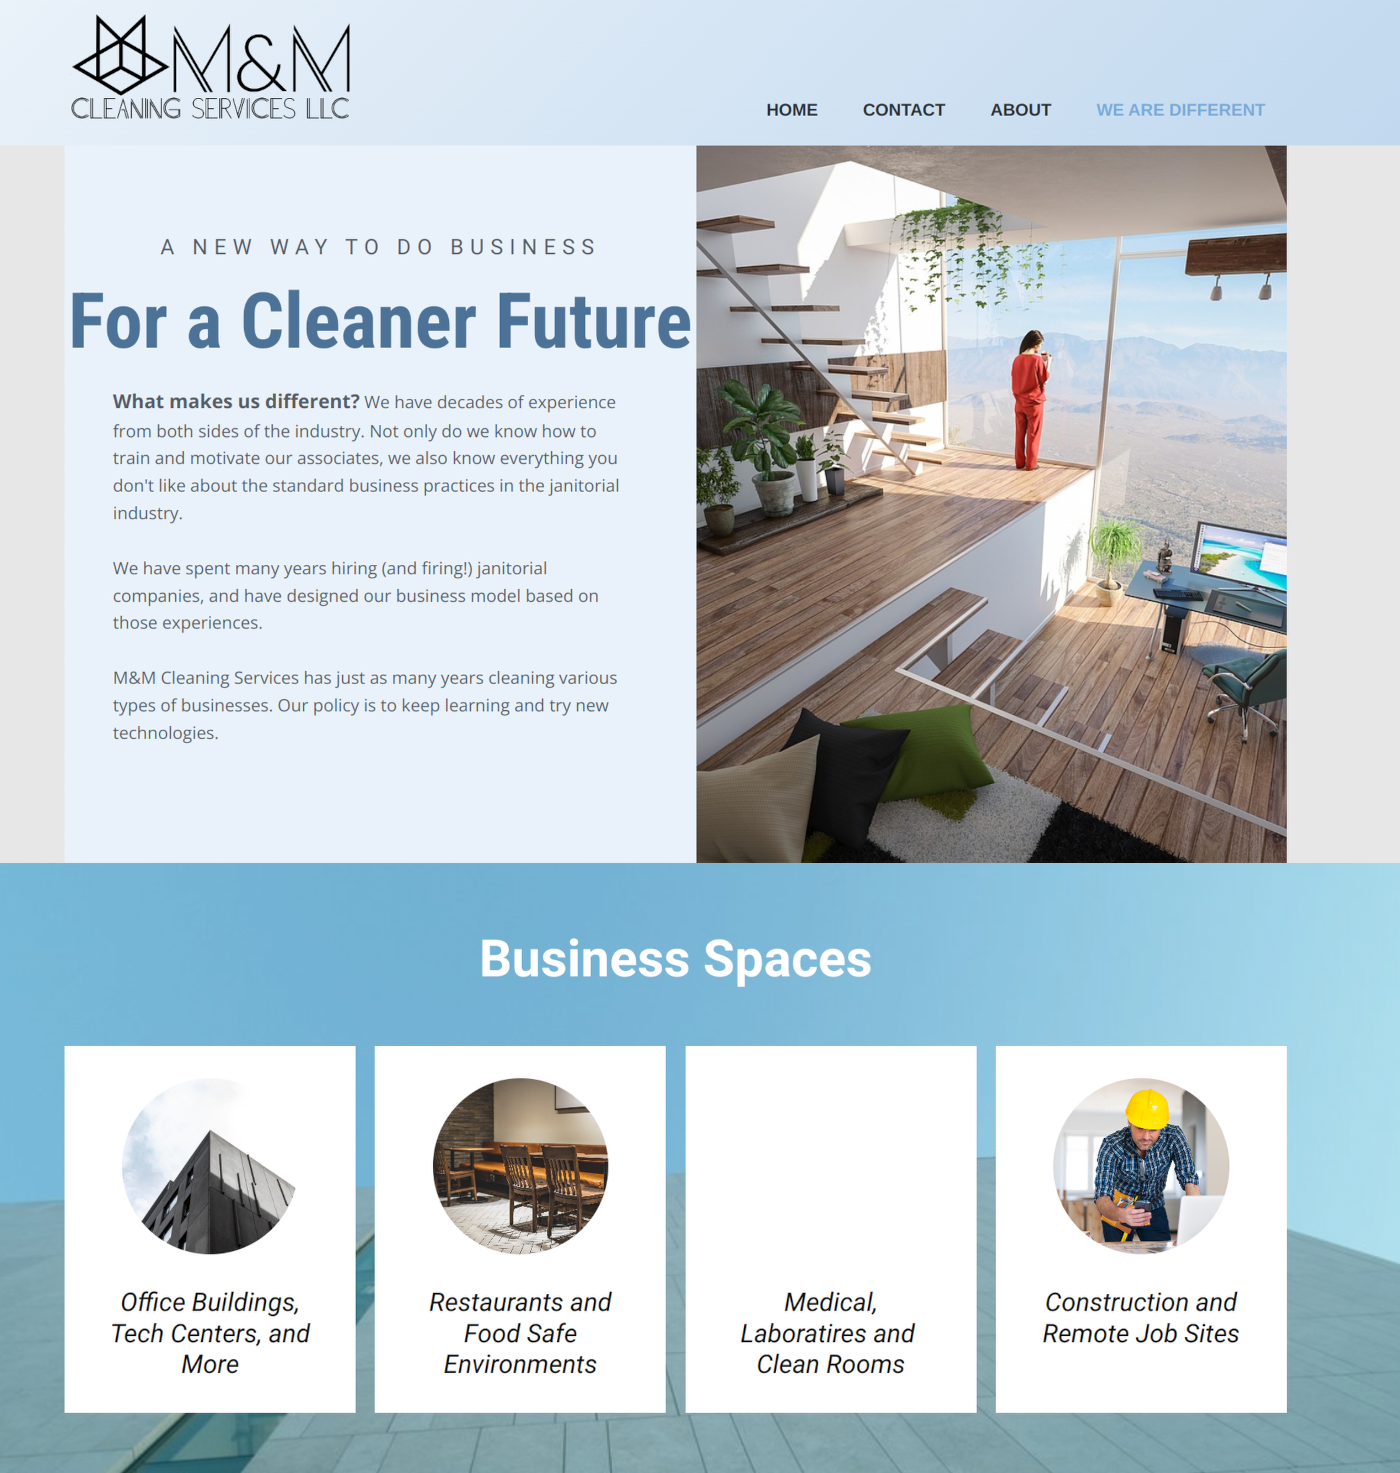 M&M
CLEANING SERVICES LLC
HOME CONTACT ABOUT WE ARE DIFFERENT
A NEW WAY TO DO BUSINESS
For a Cleaner Future
What makes us different? We have decades of experience
from both sides of the industry. Not only do we know how to
train and motivate our associates, we also know everything you
don't like about the standard business practices in the janitorial
industry.
We have spent many years hiring (and firing!) janitorial
companies, and have designed our business model based on
those experiences.
M&M Cleaning Services has just as many years cleaning various
types of businesses. Our policy is to keep learning and try new
technologies.
Business Spaces
Office Buildings,
Tech Centers, and
More
Restaurants and
Food Safe
Environments
Medical,
Laboratires and
Clean Rooms
Construction and
Remote Job Sites